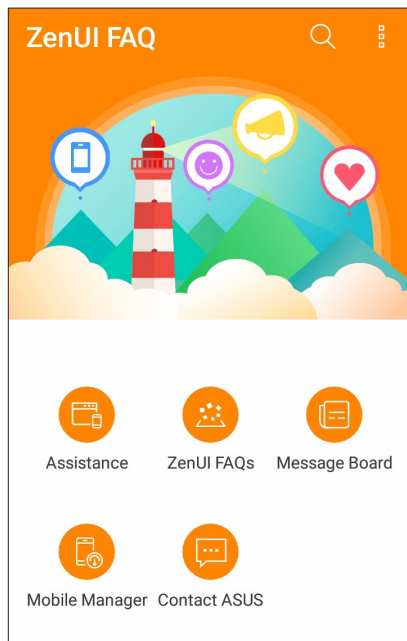 ZenUI FAQ
Assistance
ZenUI FAQs
Message Board
Mobile Manager
Contact ASUS